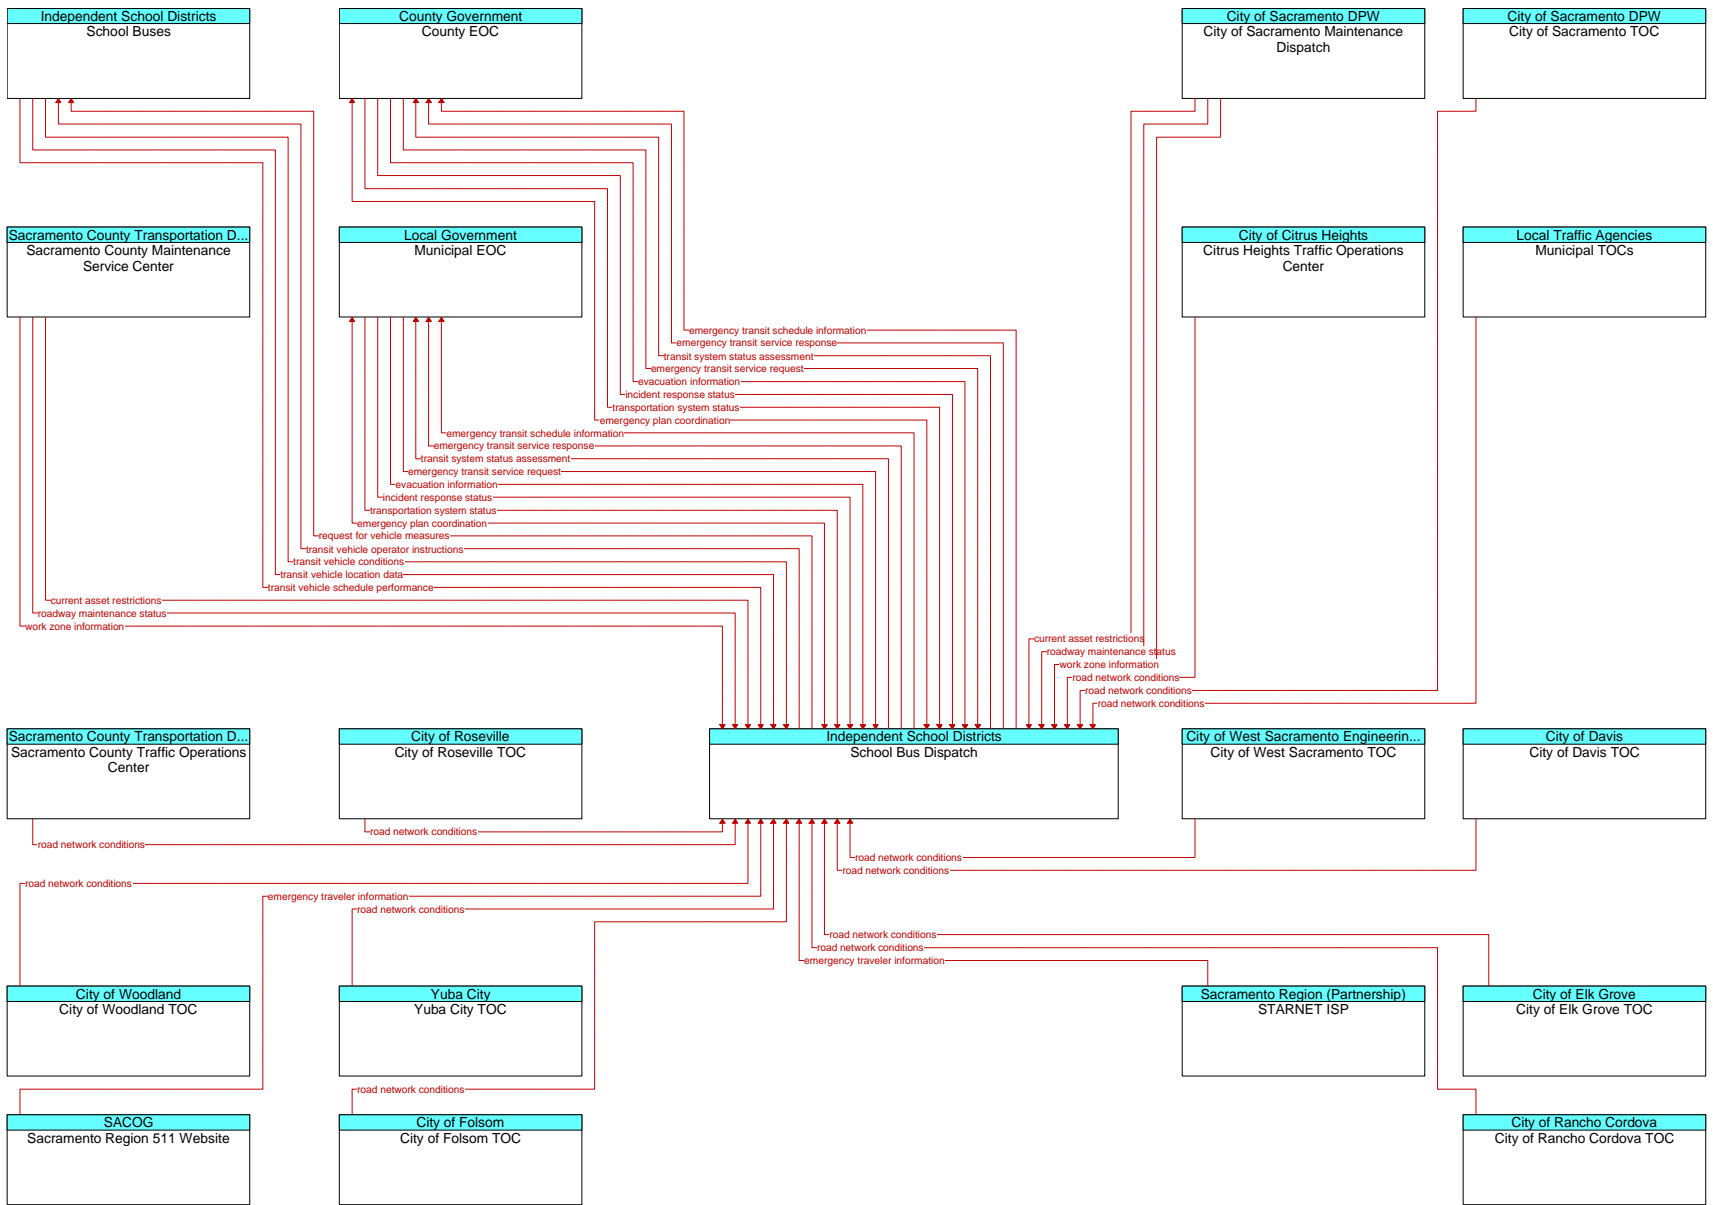 Independent School Districts
School Buses
County Government
County EOC
City of Sacramento DPW
City of Sacramento Maintenance
Dispatch
City of Sacramento DPW
City of Sacramento TOC
Sacramento County Transportation D...
Sacramento County Maintenance
Service Center
Local Government
Municipal EOC
City of Citrus Heights
Citrus Heights Traffic Operations
Center
Local Traffic Agencies
Municipal TOCs
emergency transit schedule information
emergency transit service response
transit system status assessment
emergency transit service request
evacuation information
incident response status
transportation system status
emergency plan coordination
emergency transit schedule information
emergency transit service response
transit system status assessment
emergency transit service request
evacuation information
incident response status
transportation system status
emergency plan coordination
request for vehicle measures
transit vehicle operator instructions
transit vehicle conditions
transit vehicle location data
transit vehicle schedule performance
current asset restrictions
roadway maintenance status
work zone information
current asset restrictions
roadway maintenance status
work zone information
road network conditions
road network conditions
road network conditions
Sacramento County Transportation D...
Sacramento County Traffic Operations
Center
City of Roseville
City of Roseville TOC
Independent School Districts
School Bus Dispatch
City of West Sacramento Engineerin...
City of West Sacramento TOC
City of Davis
City of Davis TOC
road network conditions
road network conditions
road network conditions
road network conditions
road network conditions
emergency traveler information
road network conditions
road network conditions
road network conditions
emergency traveler information
City of Woodland
City of Woodland TOC
Yuba City
Yuba City TOC
Sacramento Region (Partnership)
STARNET ISP
City of Elk Grove
City of Elk Grove TOC
road network conditions
SACOG
Sacramento Region 511 Website
City of Folsom
City of Folsom TOC
City of Rancho Cordova
City of Rancho Cordova TOC